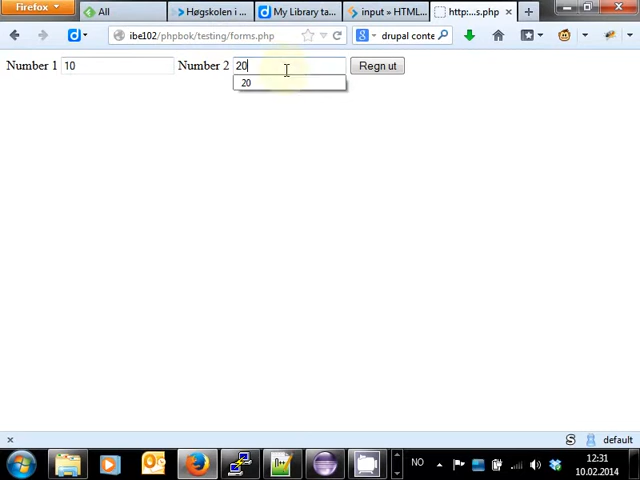 Firefox
All
Høgskolen i ...
My Library ta...
input » HTML...
http:...s.php
ibe102/phpbok/testing/forms.php
drupal conte
Number 1 10 Number 2 20 Regn ut
20
S default
NO 12:31
10.02.2014